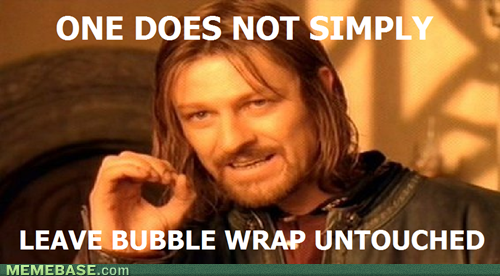 ONE DOES NOT SIMPLY
LEAVE BUBBLE WRAP UNTOUCHED
MEMEBASE.com